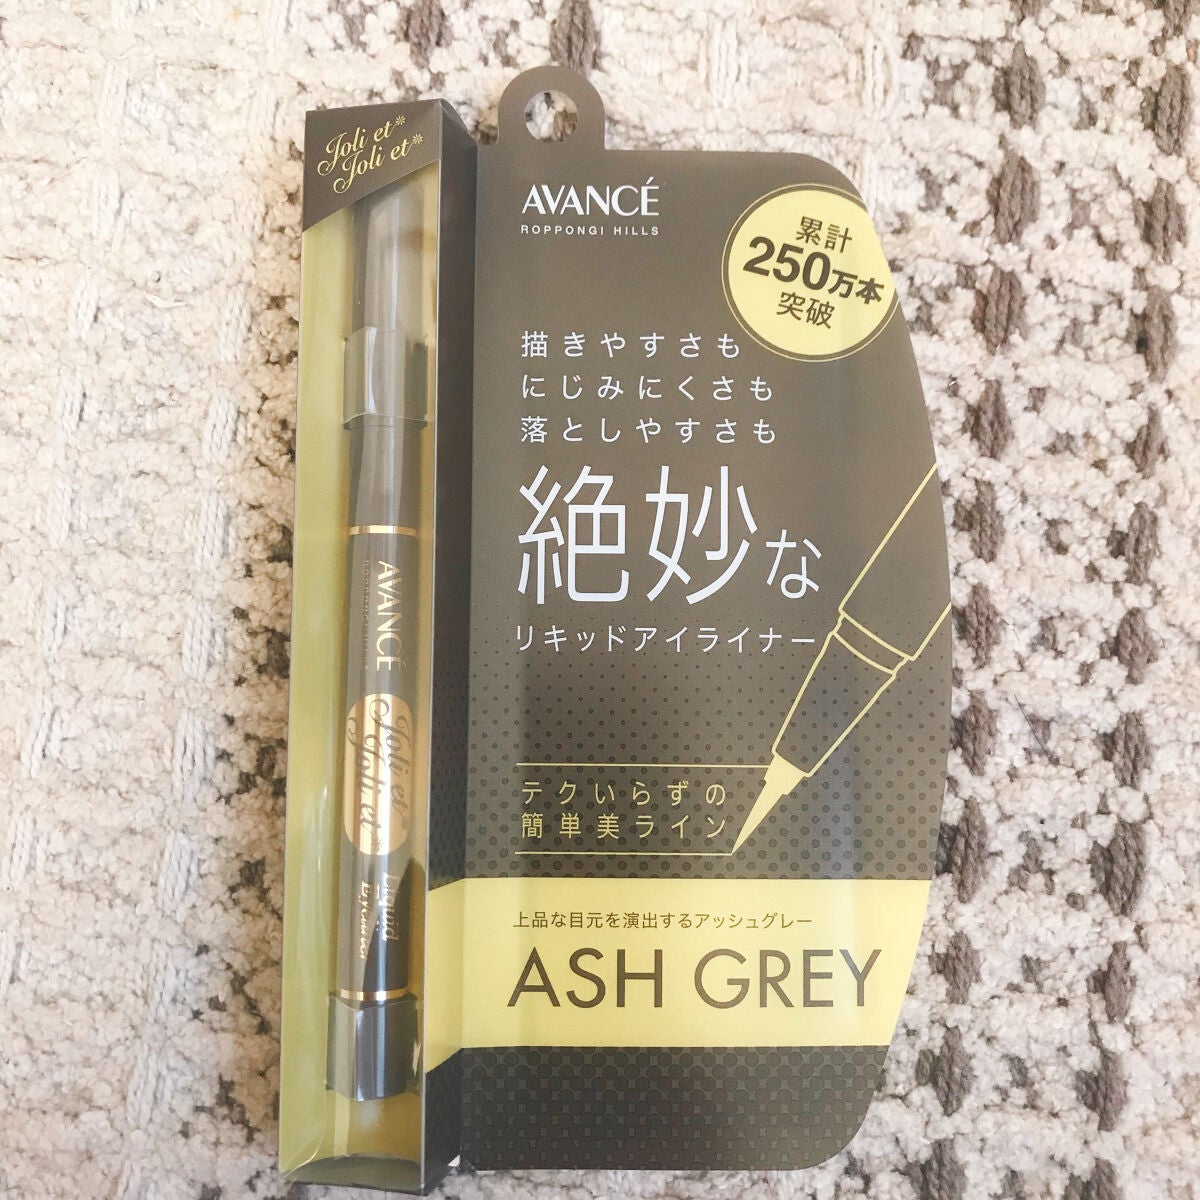 Joli et*
Joli et*
AVANCÉ
ROPPONGI HILLS
累計
250万本
突破
描きやすさも
にじみにくさも
落としやすさも
絶妙な
リキッドアイライナー
テクいらずの
簡単美ライン
上品な目元を演出するアッシュグレー
ASH GREY
AVANCÉ
ROPPONGI HILLS
Joli et
Joli et*
Liquid
Eyeliner